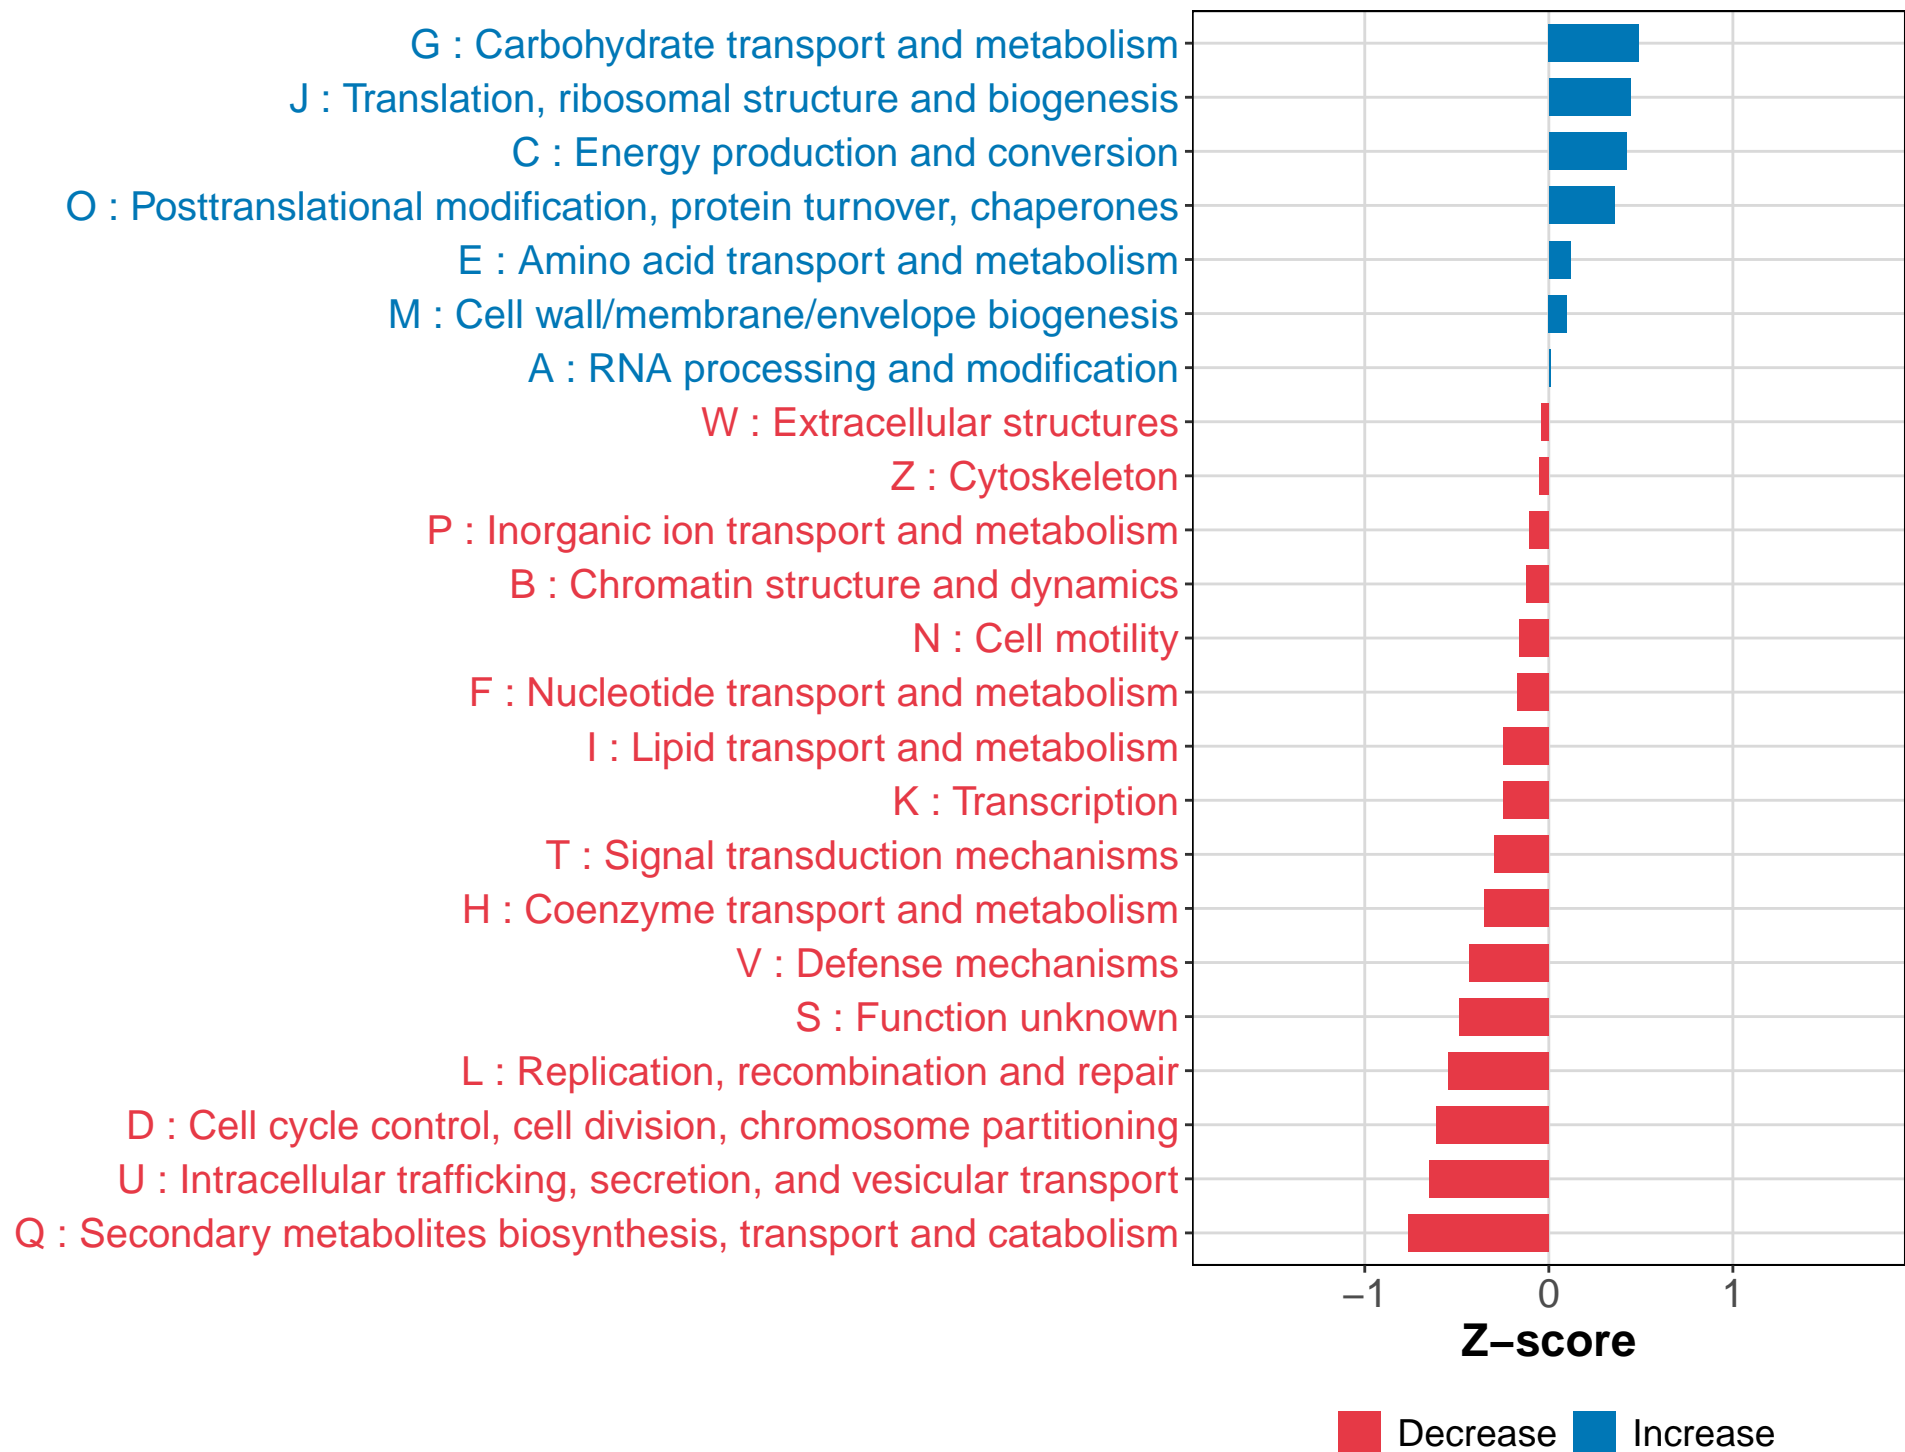 G : Carbohydrate transport and metabolism
J : Translation, ribosomal structure and biogenesis
C : Energy production and conversion
O : Posttranslational modification, protein turnover, chaperones
E : Amino acid transport and metabolism
M : Cell wall/membrane/envelope biogenesis
A : RNA processing and modification
W : Extracellular structures
Z : Cytoskeleton
P : Inorganic ion transport and metabolism
B : Chromatin structure and dynamics
N : Cell motility
F : Nucleotide transport and metabolism
I : Lipid transport and metabolism
K : Transcription
T : Signal transduction mechanisms
H : Coenzyme transport and metabolism
V : Defense mechanisms
S : Function unknown
L : Replication, recombination and repair
D : Cell cycle control, cell division, chromosome partitioning
U : Intracellular trafficking, secretion, and vesicular transport
Q : Secondary metabolites biosynthesis, transport and catabolism
−1 0 1
Z−score
Decrease Increase